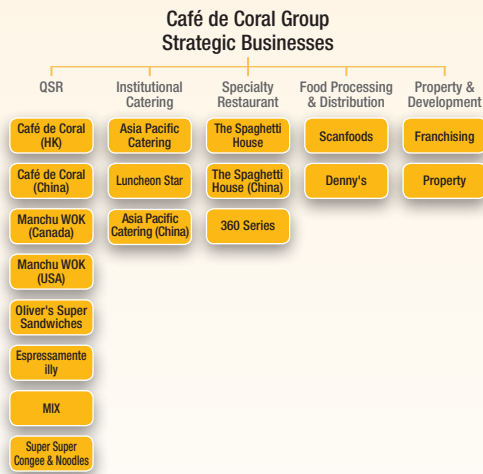 Café de Coral Group
Strategic Businesses
QSR
Institutional
Catering
Specialty
Restaurant
Food Processing
& Distribution
Property &
Development
Café de Coral
(HK)
Asia Pacific
Catering
The Spaghetti
House
Scanfoods
Franchising
Café de Coral
(China)
Luncheon Star
The Spaghetti
House (China)
Denny's
Property
Manchu WOK
(Canada)
Asia Pacific
Catering (China)
360 Series
Manchu WOK
(USA)
Oliver's Super
Sandwiches
Espressamente
illy
MIX
Super Super
Congee & Noodles